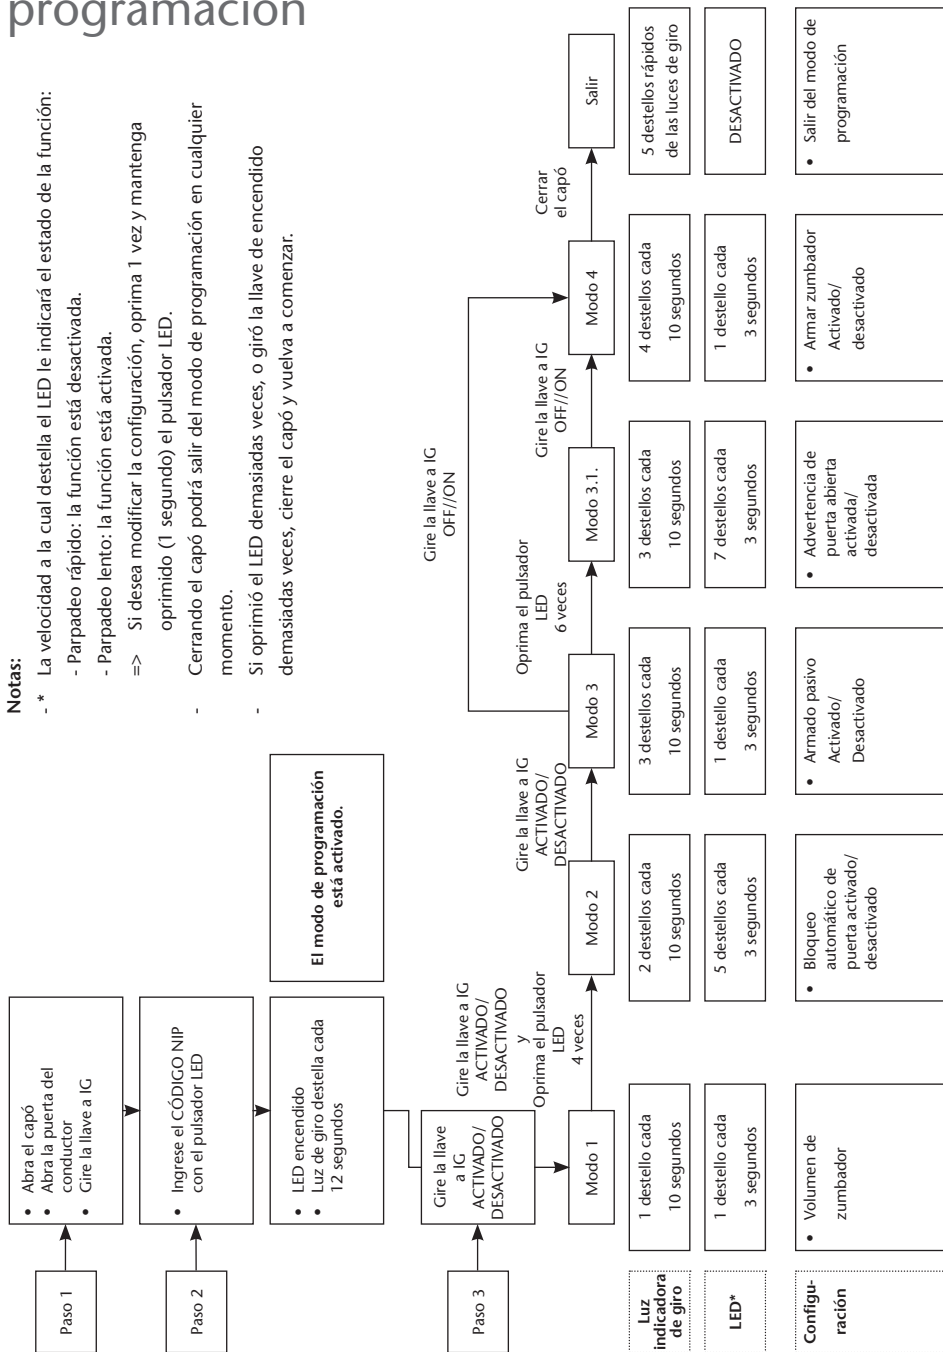 programación
Notas:
- * La velocidad a la cual destella el LED le indicará el estado de la función:
- Parpadeo rápido: la función está desactivada.
- Parpadeo lento: la función está activada.
=> Si desea modificar la configuración, oprima 1 vez y mantenga
oprimido (1 segundo) el pulsador LED.
- Cerrando el capó podrá salir del modo de programación en cualquier
momento.
- Si oprimió el LED demasiadas veces, o giró la llave de encendido
demasiadas veces, cierre el capó y vuelva a comenzar.
Paso 1
• Abra el capó
• Abra la puerta del
conductor
• Gire la llave a IG
Paso 2
• Ingrese el CÓDIGO NIP
con el pulsador LED
• LED encendido
• Luz de giro destella cada
12 segundos
El modo de programación
está activado.
Paso 3
Gire la llave
a IG
ACTIVADO/
DESACTIVADO
Modo 1
Gire la llave a IG
ACTIVADO/
DESACTIVADO
y
Oprima el pulsador
LED
4 veces
Modo 2
Gire la llave a IG
ACTIVADO/
DESACTIVADO
Modo 3
Oprima el pulsador
LED
6 veces
Modo 3.1.
Gire la llave a IG
OFF//ON
Gire la llave a IG
OFF//ON
Modo 4
Cerrar
el capó
Salir
Luz
indicadora
de giro
1 destello cada
10 segundos
2 destellos cada
10 segundos
3 destellos cada
10 segundos
3 destellos cada
10 segundos
4 destellos cada
10 segundos
5 destellos rápidos
de las luces de giro
LED*
1 destello cada
3 segundos
5 destellos cada
3 segundos
1 destello cada
3 segundos
7 destellos cada
3 segundos
1 destello cada
3 segundos
DESACTIVADO
Configu-
ración
• Volumen de
zumbador
• Bloqueo
automático de
puerta activado/
desactivado
• Armado pasivo
Activado/
Desactivado
• Advertencia de
puerta abierta
activada/
desactivada
• Armar zumbador
Activado/
desactivado
• Salir del modo de
programación